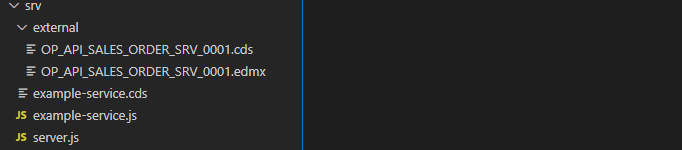 srv
external
OP_API_SALES_ORDER_SRV_0001.cds
OP_API_SALES_ORDER_SRV_0001.edmx
example-service.cds
JS example-service.js
JS server.js